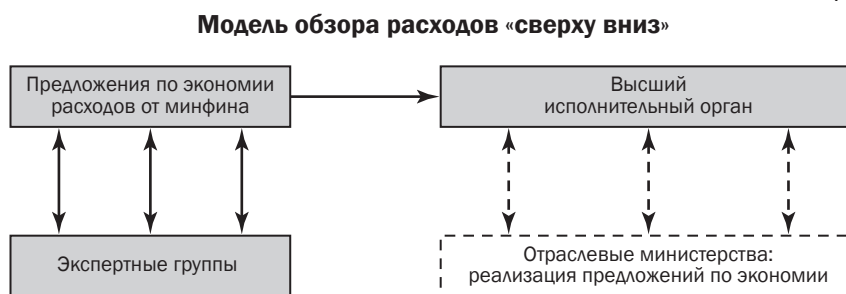 Модель обзора расходов «сверху вниз»
Предложения по экономии
расходов от минфина
Высший
исполнительный орган
Экспертные группы
Отраслевые министерства:
реализация предложений по экономии